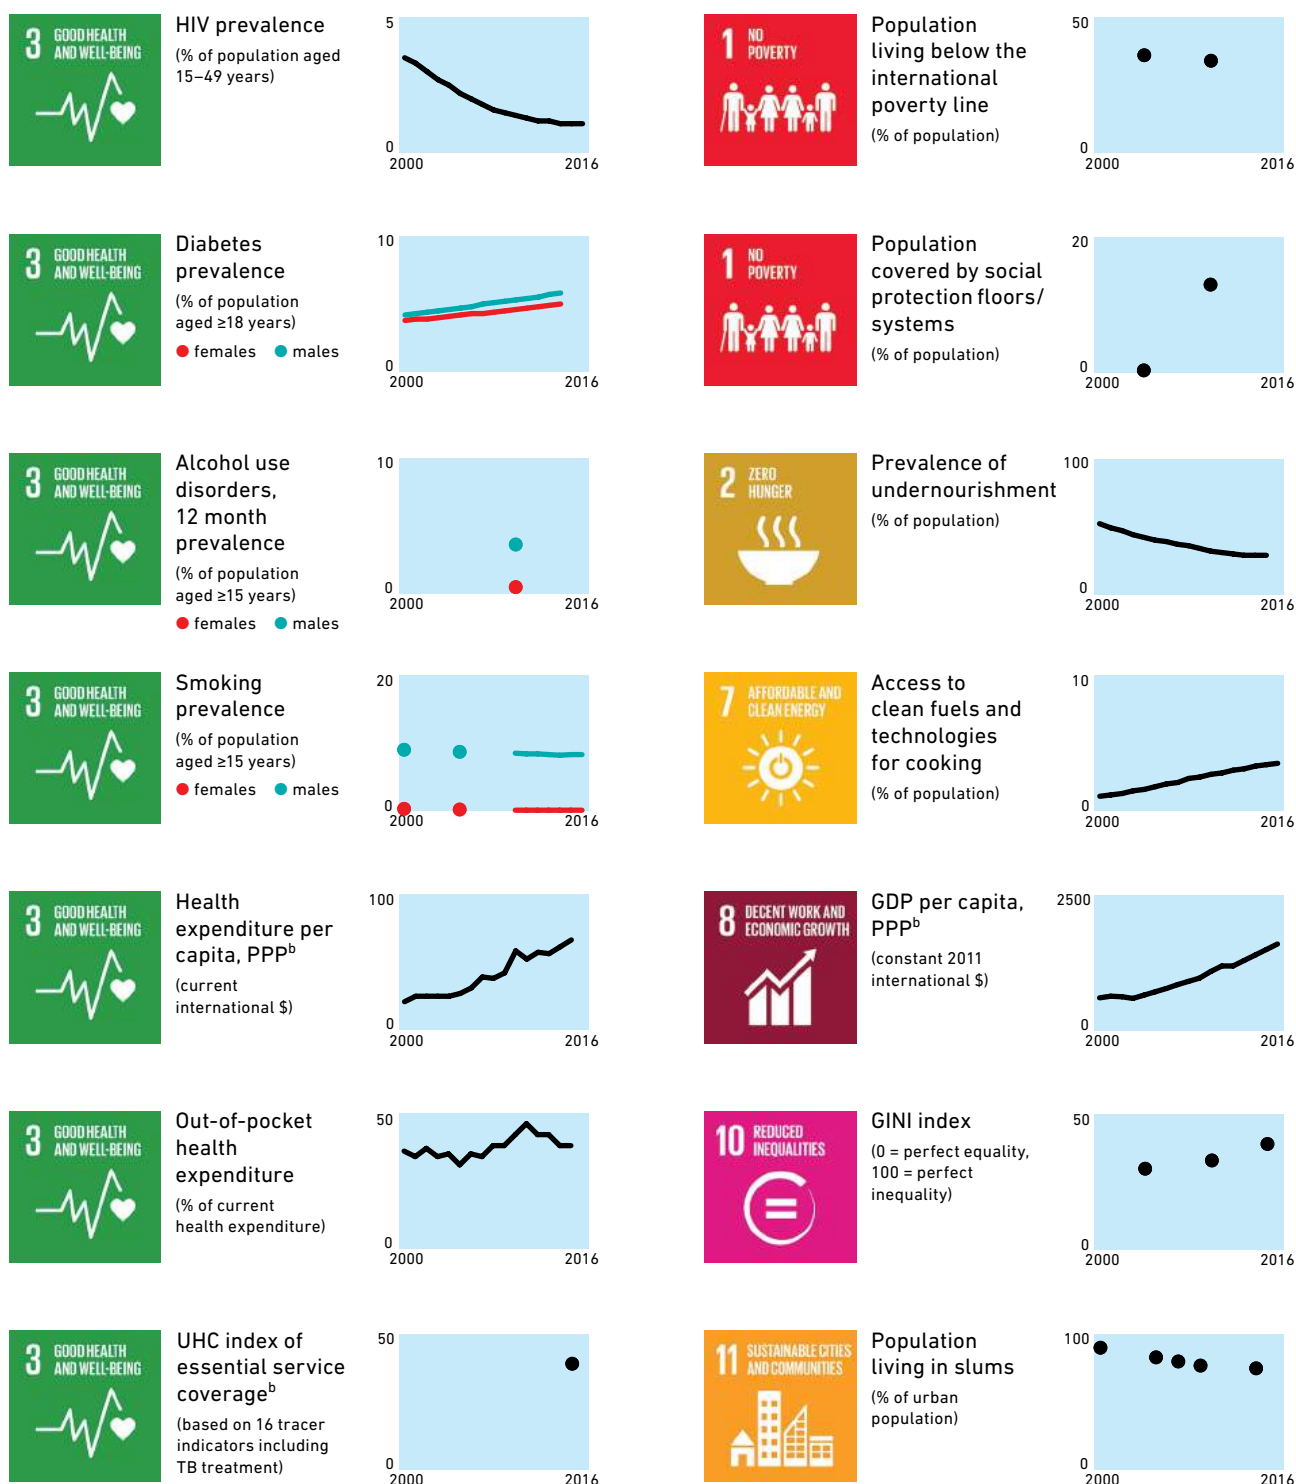 3 GOOD HEALTH
AND WELL-BEING
HIV prevalence
(% of population aged
15–49 years)
5
0
2000 2016
3 GOOD HEALTH
AND WELL-BEING
Diabetes
prevalence
(% of population
aged ≥18 years)
females males
10
0
2000 2016
3 GOOD HEALTH
AND WELL-BEING
Alcohol use
disorders,
12 month
prevalence
(% of population
aged ≥15 years)
females males
10
0
2000 2016
3 GOOD HEALTH
AND WELL-BEING
Smoking
prevalence
(% of population
aged ≥15 years)
females males
20
0
2000 2016
3 GOOD HEALTH
AND WELL-BEING
Health
expenditure per
capita, PPPᵇ
(current
international $)
100
0
2000 2016
3 GOOD HEALTH
AND WELL-BEING
Out-of-pocket
health
expenditure
(% of current
health expenditure)
50
0
2000 2016
3 GOOD HEALTH
AND WELL-BEING
UHC index of
essential service
coverageᵇ
(based on 16 tracer
indicators including
TB treatment)
50
0
2000 2016
1 NO
POVERTY
Population
living below the
international
poverty line
(% of population)
50
0
2000 2016
1 NO
POVERTY
Population
covered by social
protection floors/
systems
(% of population)
20
0
2000 2016
2 ZERO
HUNGER
Prevalence of
undernourishment
(% of population)
100
0
2000 2016
7 AFFORDABLE AND
CLEAN ENERGY
Access to
clean fuels and
technologies
for cooking
(% of population)
10
0
2000 2016
8 DECENT WORK AND
ECONOMIC GROWTH
GDP per capita,
PPPᵇ
(constant 2011
international $)
2500
0
2000 2016
10 REDUCED
INEQUALITIES
GINI index
(0 = perfect equality,
100 = perfect
inequality)
50
0
2000 2016
11 SUSTAINABLE CITIES
AND COMMUNITIES
Population
living in slums
(% of urban
population)
100
0
2000 2016